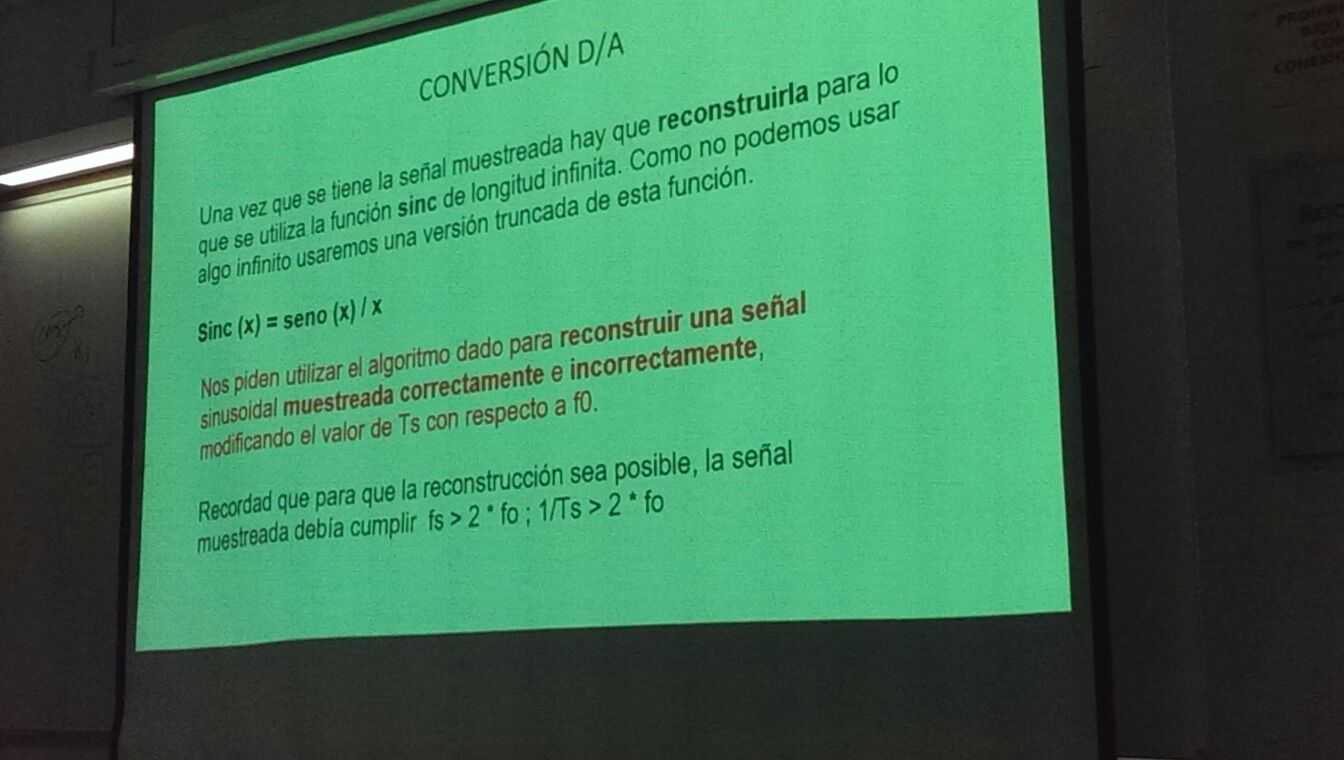 CONVERSIÓN D/A
Una vez que se tiene la señal muestreada hay que reconstruirla para lo
que se utiliza la función sinc de longitud infinita. Como no podemos usar
algo infinito usaremos una versión truncada de esta función.
Sinc (x) = seno (x) / x
Nos piden utilizar el algoritmo dado para reconstruir una señal
sinusoidal muestreada correctamente e incorrectamente,
modificando el valor de Ts con respecto a f0.
Recordad que para que la reconstrucción sea posible, la señal
muestreada debía cumplir fs > 2 * fo ; 1/Ts > 2 * fo